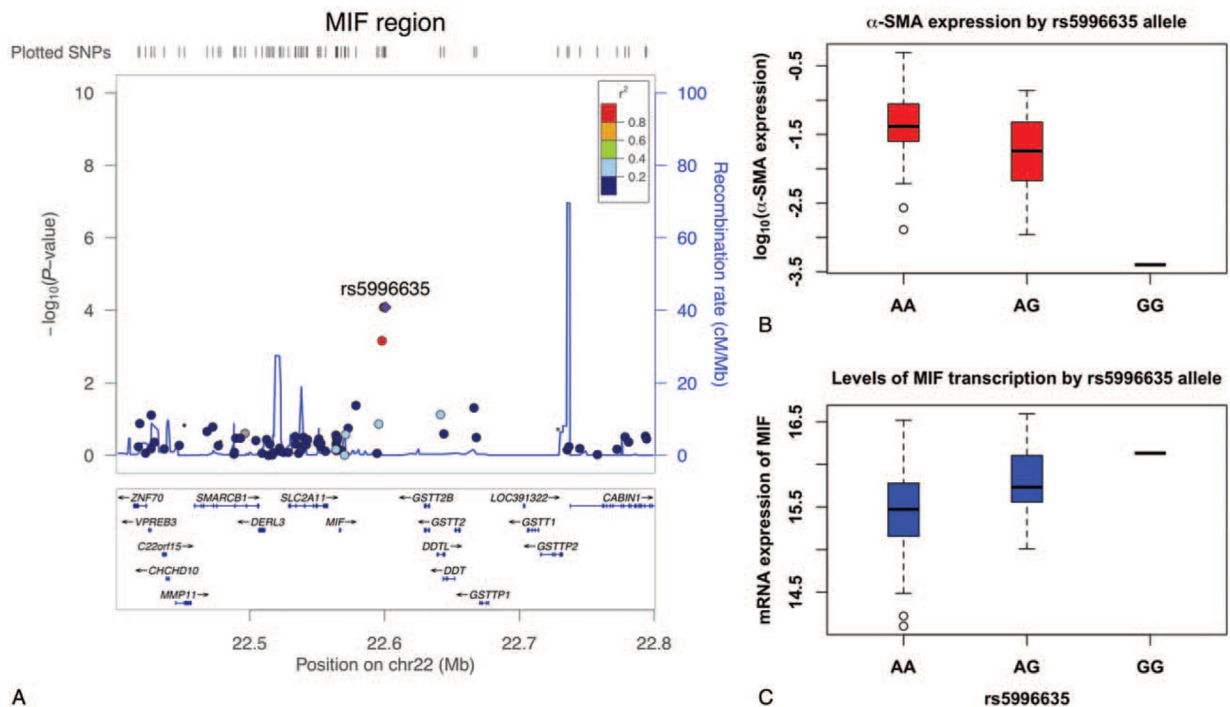 MIF region
Plotted SNPs
10
8
6
4
2
0
−log10(P−value)
100
80
60
40
20
0
Recombination rate (cM/Mb)
r²
0.8
0.6
0.4
0.2
rs5996635
←ZNF70 SMARCB1→ SLC2A11→ ←GSTT2B LOC391322→ CABIN1→
←VPREB3 ←DERL3 MIF→ ←GSTT2 ←GSTT1
C22orf15→ DDTL→ ←GSTTP2
←CHCHD10 ←DDT
MMP11→ ←GSTTP1
22.5 22.6 22.7 22.8
Position on chr22 (Mb)
A
α-SMA expression by rs5996635 allele
log10(α-SMA expression)
-0.5
-1.5
-2.5
-3.5
AA AG GG
B
Levels of MIF transcription by rs5996635 allele
mRNA expression of MIF
16.5
15.5
14.5
AA AG GG
rs5996635
C